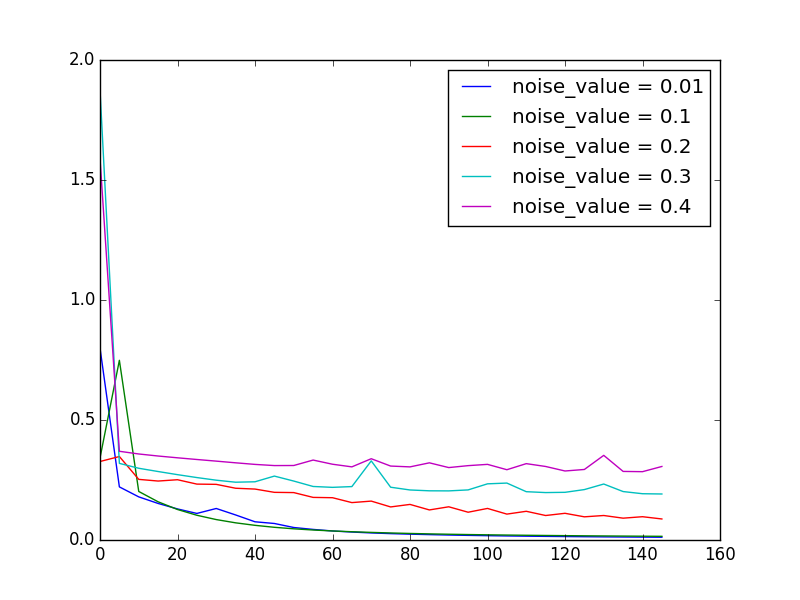 2.0
1.5
1.0
0.5
0.0
0 20 40 60 80 100 120 140 160
noise_value = 0.01
noise_value = 0.1
noise_value = 0.2
noise_value = 0.3
noise_value = 0.4